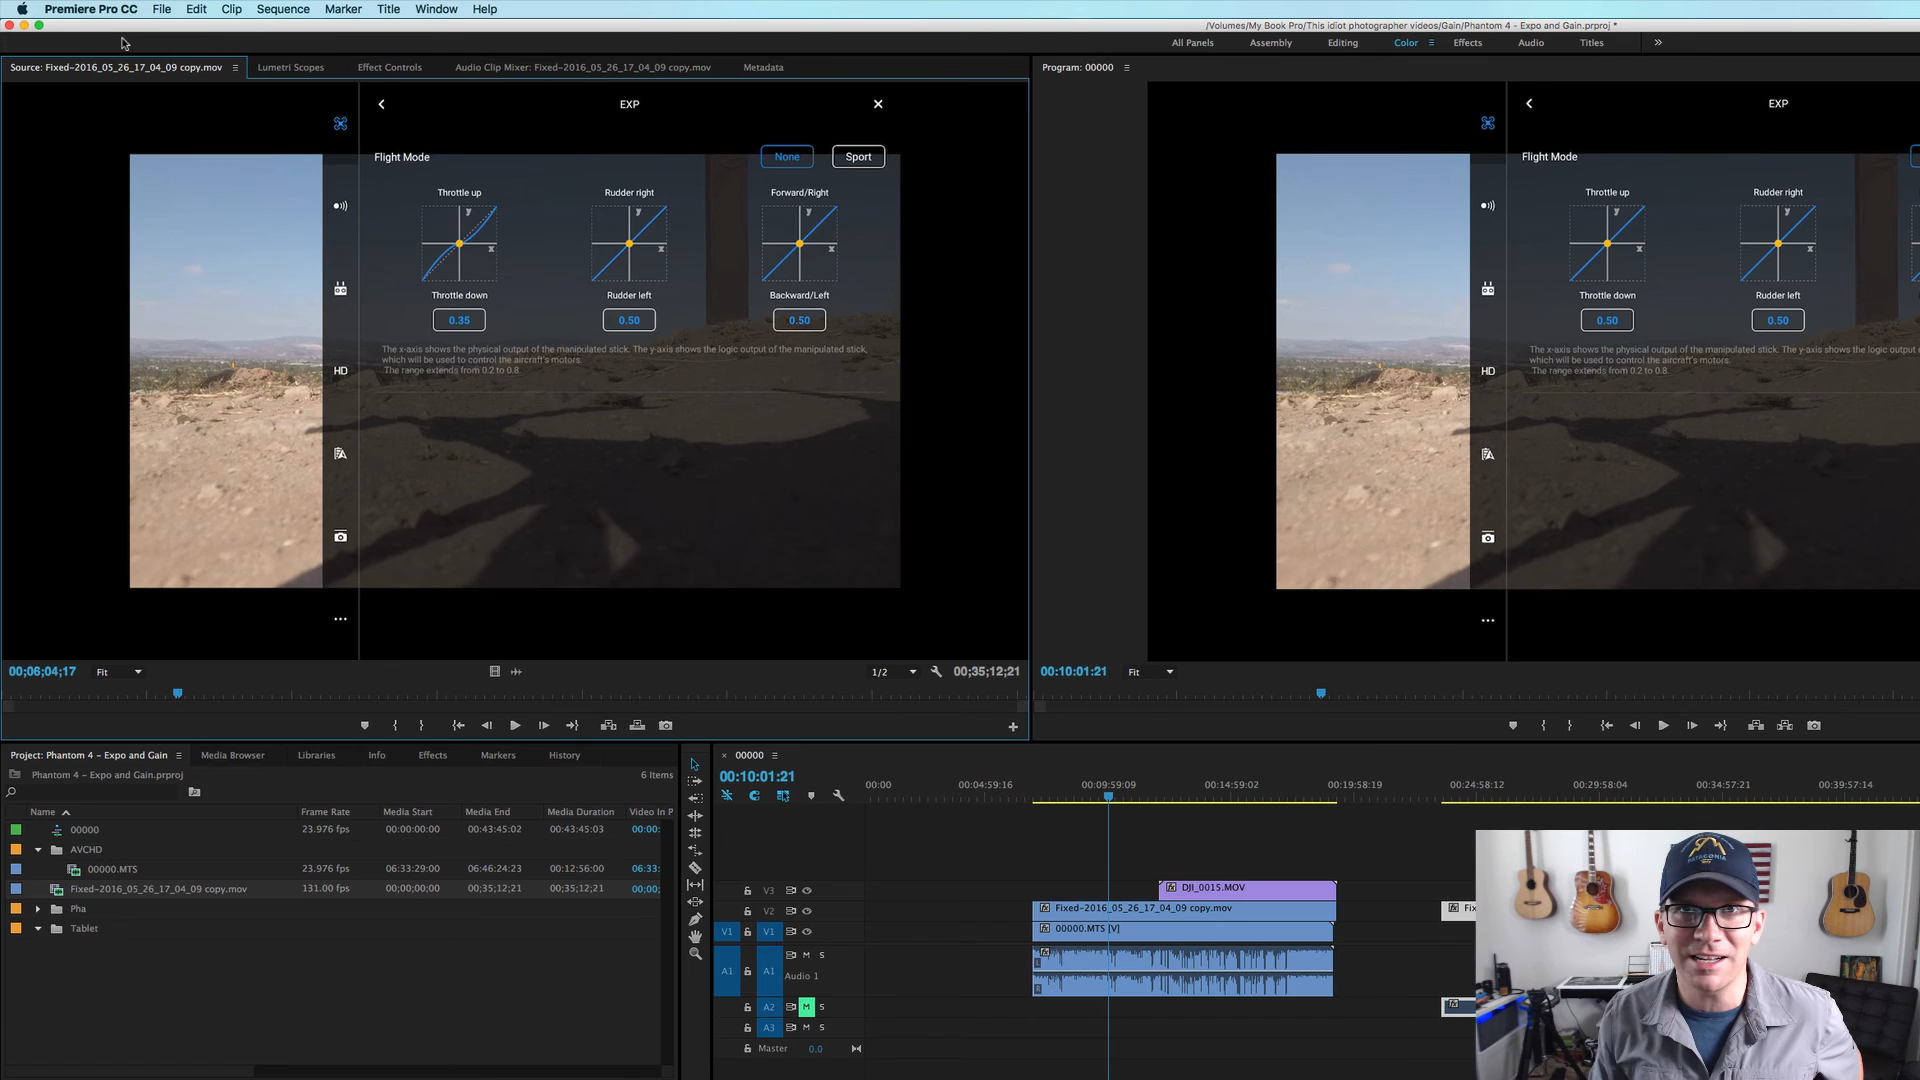 Premiere Pro CC File Edit Clip Sequence Marker Title Window Help
/Volumes/My Book Pro/This idiot photographer videos/Gain/Phantom 4 - Expo and Gain.prproj *
All Panels Assembly Editing Color Effects Audio Titles
Source: Fixed-2016_05_26_17_04_09 copy.mov Lumetri Scopes Effect Controls Audio Clip Mixer: Fixed-2016_05_26_17_04_09 copy.mov Metadata
Program: 00000
EXP
Flight Mode None Sport
Throttle up Rudder right Forward/Right
y y y
x x x
Throttle down Rudder left Backward/Left
0.35 0.50 0.50
The x-axis shows the physical output of the manipulated stick. The y-axis shows the logic output of the manipulated stick,
which will be used to control the aircraft's motors.
The range extends from 0.2 to 0.8.
HD
EXP
Flight Mode
Throttle up Rudder right
y y
x x
Throttle down Rudder left
0.50 0.50
The x-axis shows the physical output of the manipulated stick. The y-axis shows the logic output
which will be used to control the aircraft's motors.
The range extends from 0.2 to 0.8.
HD
00;06;04;17 Fit 1/2 00;35;12;21
00:10:01:21 Fit
Project: Phantom 4 - Expo and Gain Media Browser Libraries Info Effects Markers History
Phantom 4 - Expo and Gain.prproj 6 Items
Name Frame Rate Media Start Media End Media Duration Video In P
00000 23.976 fps 00:00:00:00 00:43:45:02 00:43:45:03 00:00:
AVCHD
00000.MTS 23.976 fps 06:33:29:00 06:46:24:23 00:12:56:00 06:33:
Fixed-2016_05_26_17_04_09 copy.mov 131.00 fps 00;00;00;00 00;35;12;21 00;35;12;21 00;00;
Pha
Tablet
00000
00:10:01:21
00:00 00:04:59:16 00:09:59:09 00:14:59:02 00:19:58:19 00:24:58:12 00:29:58:04 00:34:57:21 00:39:57:14
V3 DJI_0015.MOV
V2 Fixed-2016_05_26_17_04_09 copy.mov Fix
V1 V1 00000.MTS [V]
A1 A1 M S
Audio 1
L
R
A2 M S
A3 M S
Master 0.0
PATAGONIA